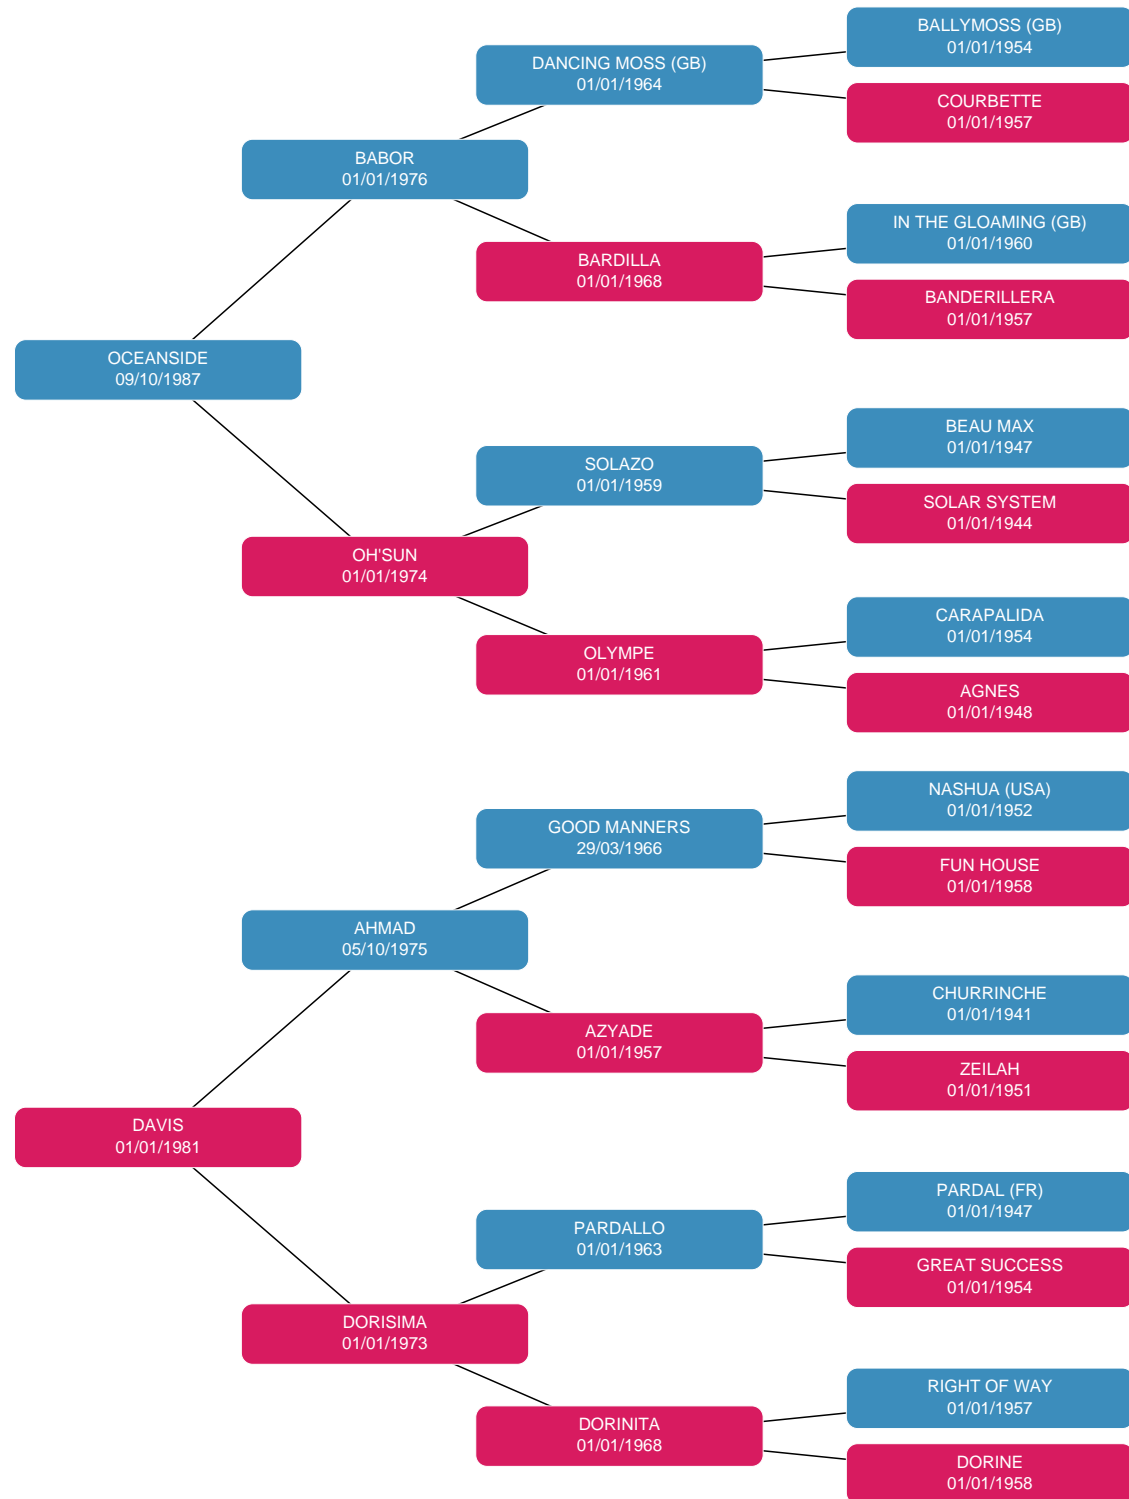 BALLYMOSS (GB)
01/01/1954
DANCING MOSS (GB)
01/01/1964
COURBETTE
01/01/1957
BABOR
01/01/1976
IN THE GLOAMING (GB)
01/01/1960
BARDILLA
01/01/1968
BANDERILLERA
01/01/1957
OCEANSIDE
09/10/1987
BEAU MAX
01/01/1947
SOLAZO
01/01/1959
SOLAR SYSTEM
01/01/1944
OH'SUN
01/01/1974
CARAPALIDA
01/01/1954
OLYMPE
01/01/1961
AGNES
01/01/1948
NASHUA (USA)
01/01/1952
GOOD MANNERS
29/03/1966
FUN HOUSE
01/01/1958
AHMAD
05/10/1975
CHURRINCHE
01/01/1941
AZYADE
01/01/1957
ZEILAH
01/01/1951
DAVIS
01/01/1981
PARDAL (FR)
01/01/1947
PARDALLO
01/01/1963
GREAT SUCCESS
01/01/1954
DORISIMA
01/01/1973
RIGHT OF WAY
01/01/1957
DORINITA
01/01/1968
DORINE
01/01/1958